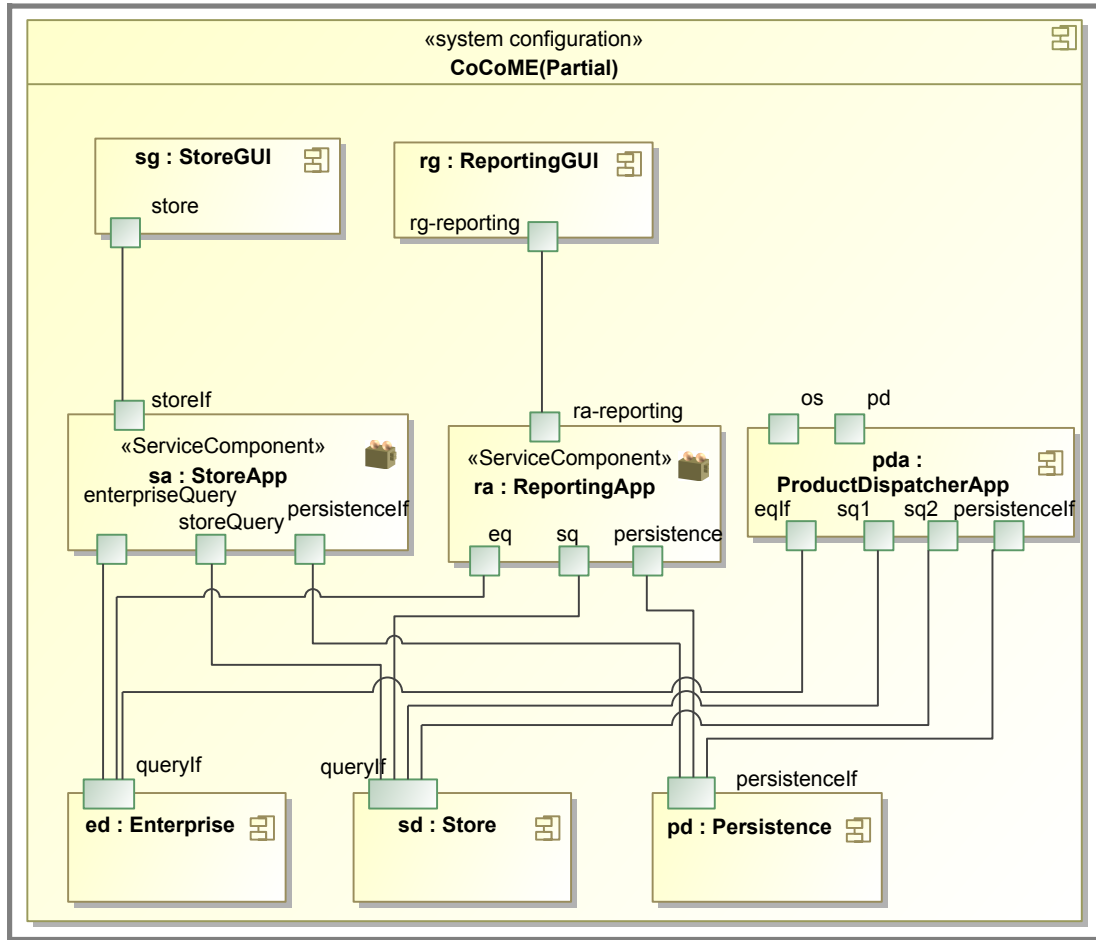 «system configuration»
CoCoME(Partial)
sg : StoreGUI
store
rg : ReportingGUI
rg-reporting
storeIf
«ServiceComponent»
sa : StoreApp
enterpriseQuery
storeQuery
persistenceIf
ra-reporting
«ServiceComponent»
ra : ReportingApp
eq
sq
persistence
os
pd
pda :
ProductDispatcherApp
eqIf
sq1
sq2
persistenceIf
queryIf
ed : Enterprise
queryIf
sd : Store
persistenceIf
pd : Persistence